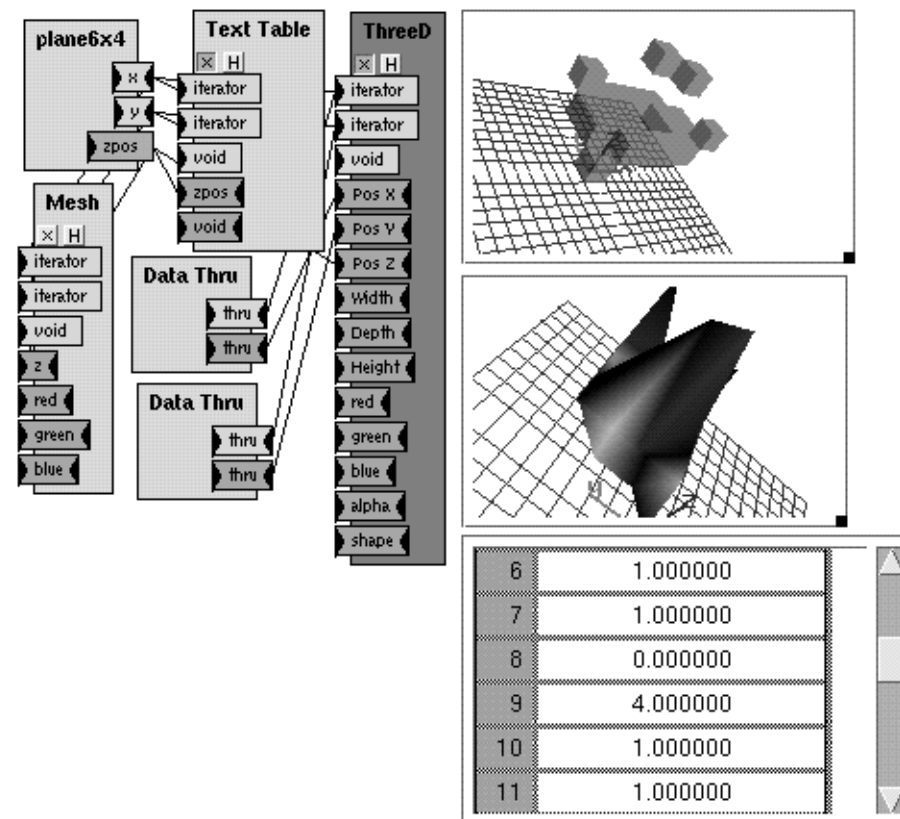 plane6x4
x
y
zpos
Mesh
X H
iterator
iterator
void
z
red
green
blue
Text Table
X H
iterator
iterator
void
zpos
void
Data Thru
thru
thru
Data Thru
thru
thru
ThreeD
X H
iterator
iterator
void
Pos X
Pos Y
Pos Z
Width
Depth
Height
red
green
blue
alpha
shape
y
6 1.000000
7 1.000000
8 0.000000
9 4.000000
10 1.000000
11 1.000000